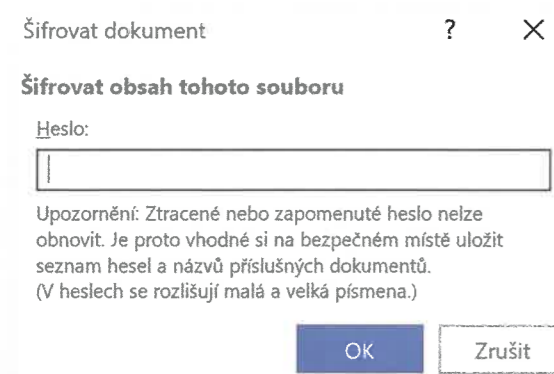 Šifrovat dokument ?
Šifrovat obsah tohoto souboru
Heslo:
Upozornění: Ztracené nebo zapomenuté heslo nelze
obnovit. Je proto vhodné si na bezpečném místě uložit
seznam hesel a názvů příslušných dokumentů.
(V heslech se rozlišují malá a velká písmena.)
OK Zrušit